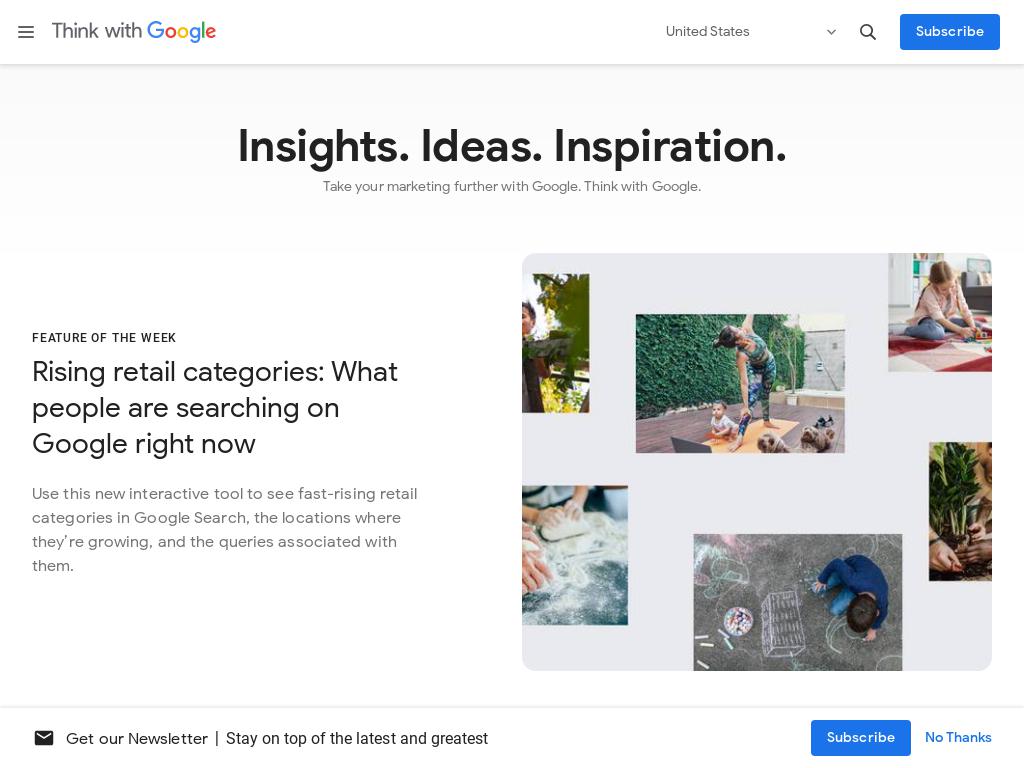 Think with Google
United States
Subscribe
Insights. Ideas. Inspiration.
Take your marketing further with Google. Think with Google.
FEATURE OF THE WEEK
Rising retail categories: What
people are searching on
Google right now
Use this new interactive tool to see fast-rising retail
categories in Google Search, the locations where
they’re growing, and the queries associated with
them.
Get our Newsletter | Stay on top of the latest and greatest
Subscribe
No Thanks